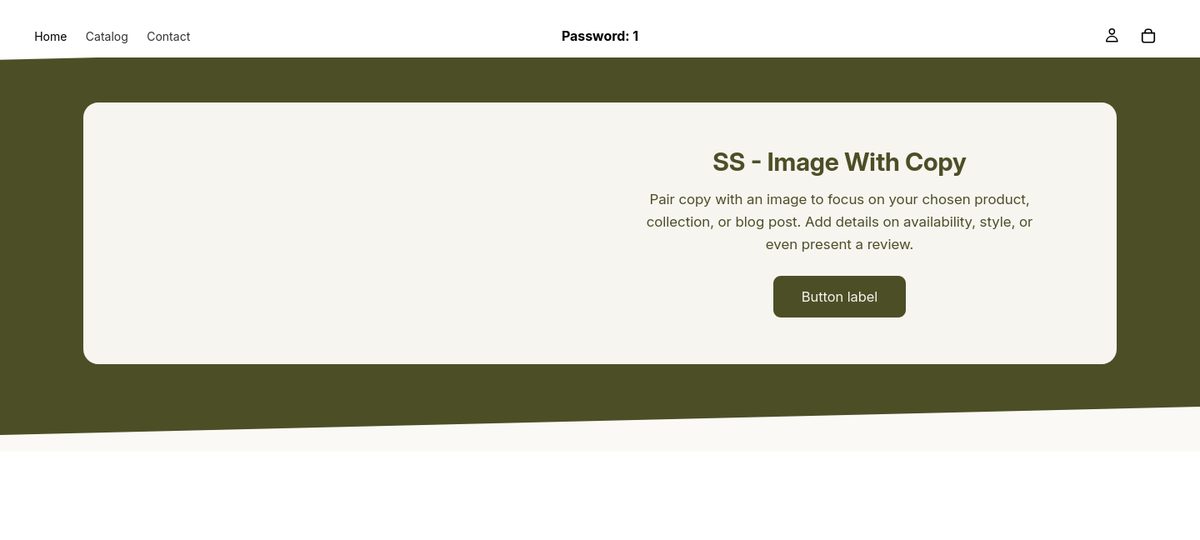 Home Catalog Contact Password: 1
SS - Image With Copy
Pair copy with an image to focus on your chosen product,
collection, or blog post. Add details on availability, style, or
even present a review.
Button label